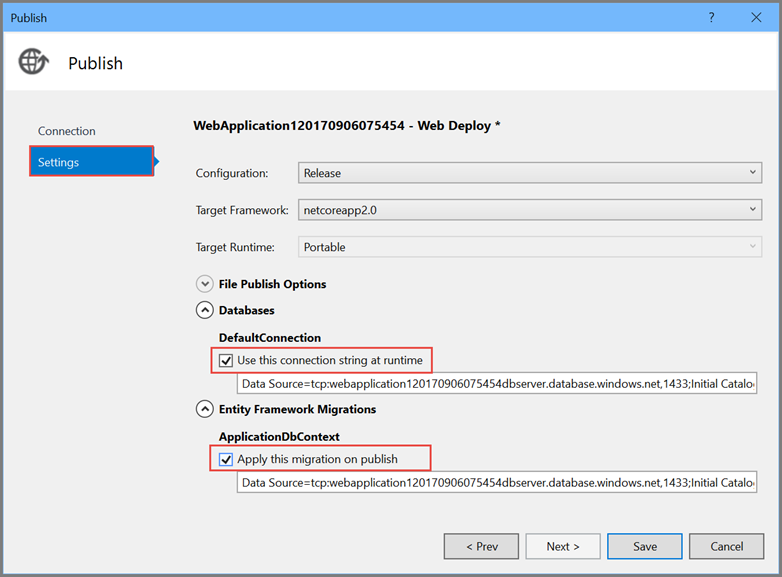 Publish
?
Publish
Connection
Settings
WebApplication120170906075454 - Web Deploy *
Configuration: Release
Target Framework: netcoreapp2.0
Target Runtime: Portable
File Publish Options
Databases
DefaultConnection
Use this connection string at runtime
Data Source=tcp:webapplication120170906075454dbserver.database.windows.net,1433;Initial Catalo
Entity Framework Migrations
ApplicationDbContext
Apply this migration on publish
Data Source=tcp:webapplication120170906075454dbserver.database.windows.net,1433;Initial Catalo
< Prev Next > Save Cancel